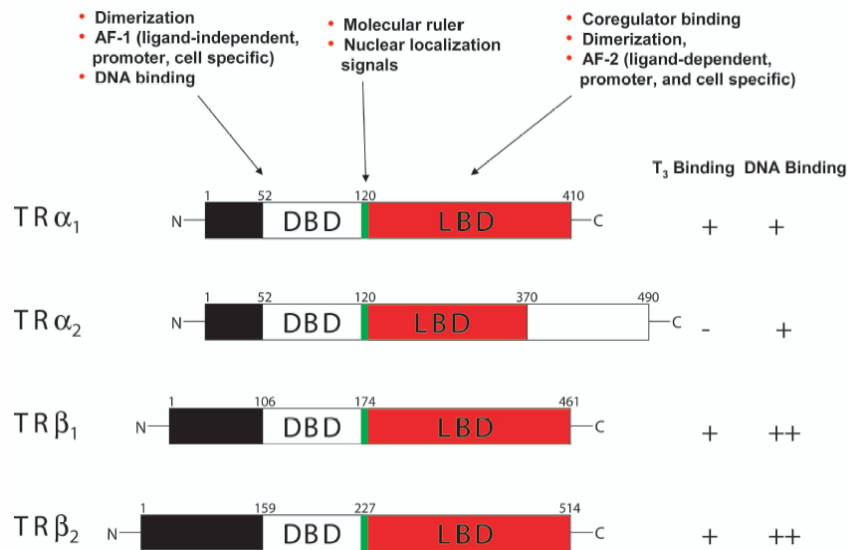 • Dimerization
• AF-1 (ligand-independent,
promoter, cell specific)
• DNA binding
• Molecular ruler
• Nuclear localization
signals
• Coregulator binding
• Dimerization,
• AF-2 (ligand-dependent,
promoter, and cell specific)
T3 Binding DNA Binding
1 52 120 410
TRα1 N DBD LBD C + +
1 52 120 370 490
TRα2 N DBD LBD C - +
1 106 174 461
TRβ1 N DBD LBD C + ++
1 159 227 514
TRβ2 N DBD LBD C + ++